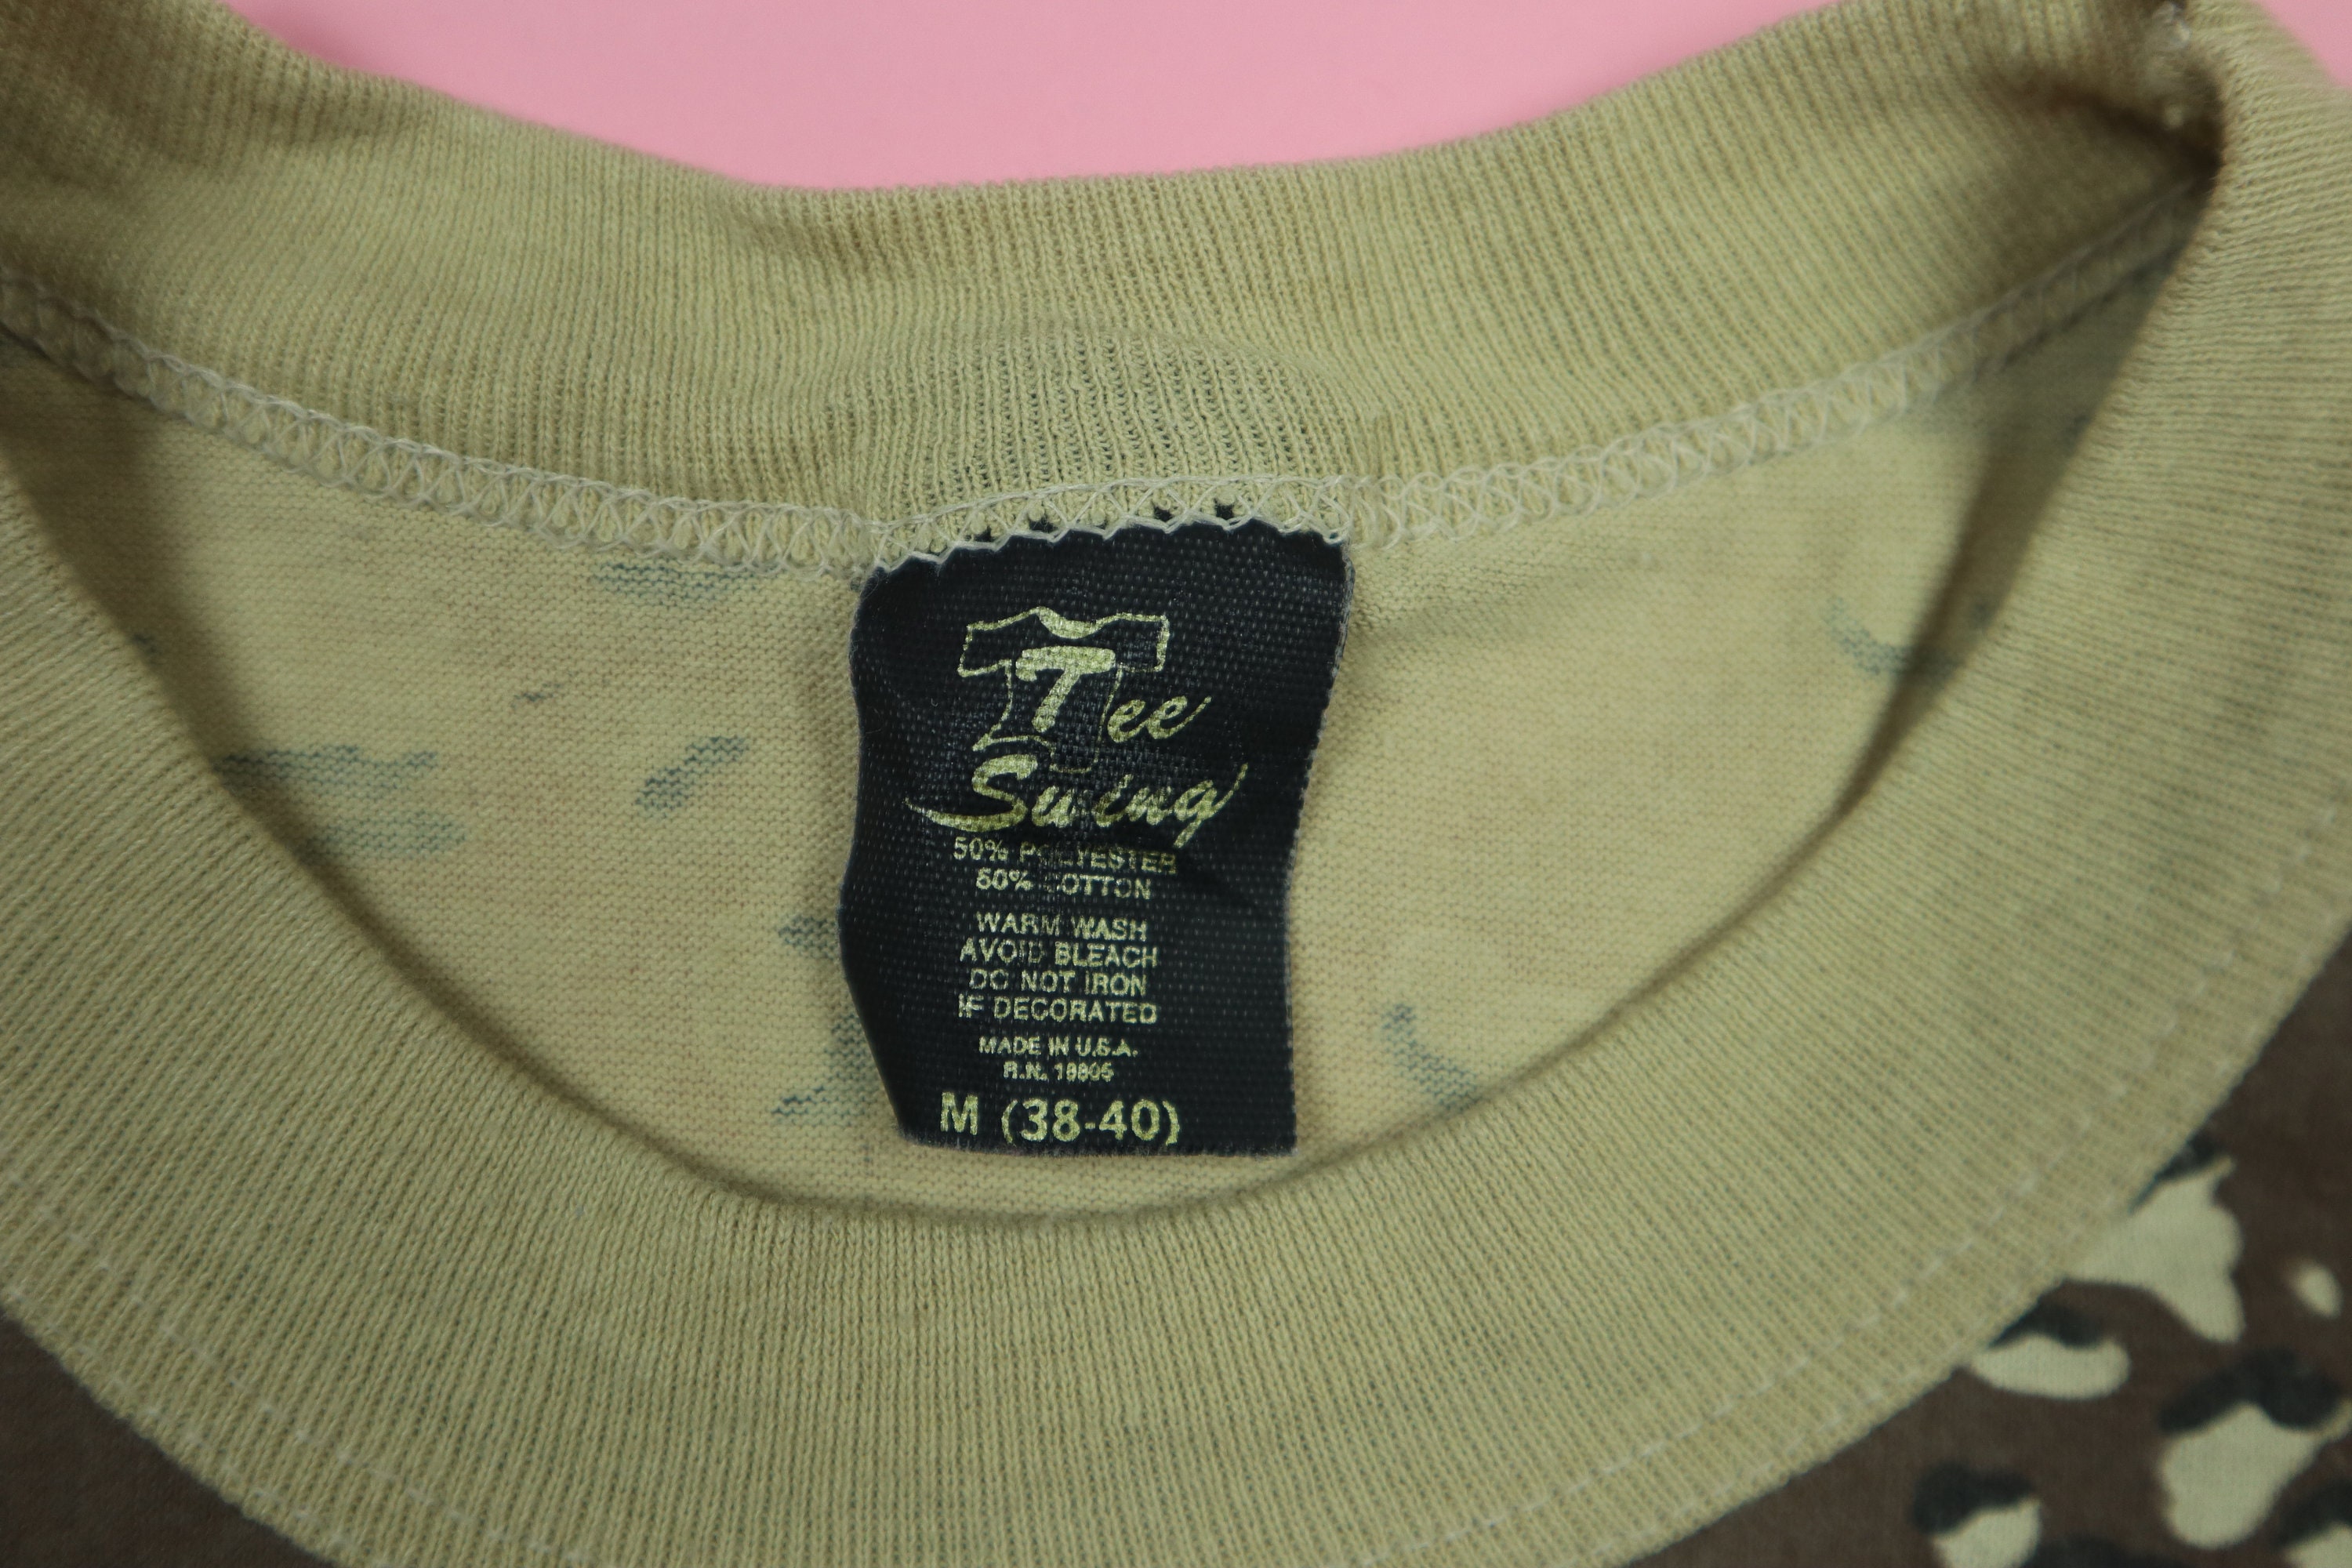 Tee
Swing
50% POLYESTER
50% COTTON
WARM WASH
AVOID BLEACH
DO NOT IRON
IF DECORATED
MADE IN U.S.A.
R.N. 18805
M (38-40)